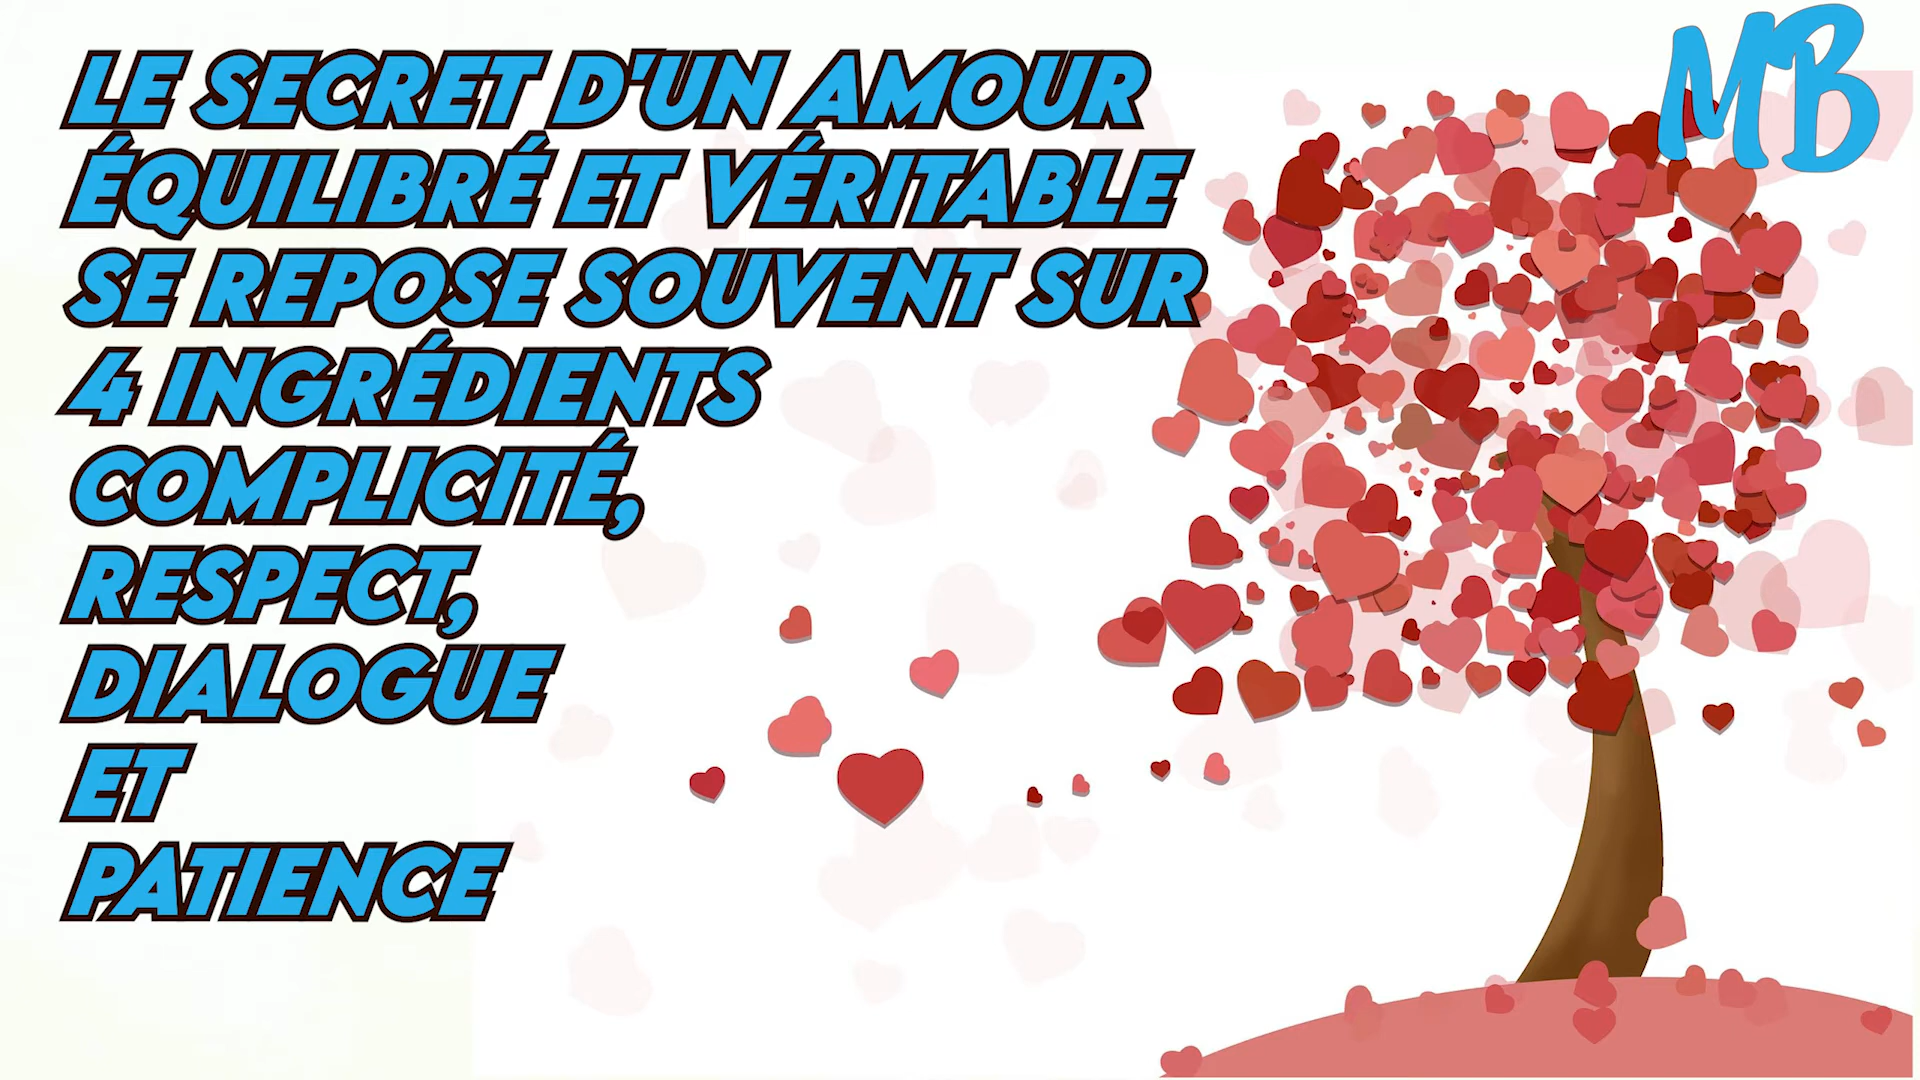 LE SECRET D'UN AMOUR
ÉQUILIBRÉ ET VÉRITABLE
SE REPOSE SOUVENT SUR
4 INGRÉDIENTS
COMPLICITÉ,
RESPECT,
DIALOGUE
ET
PATIENCE
MB